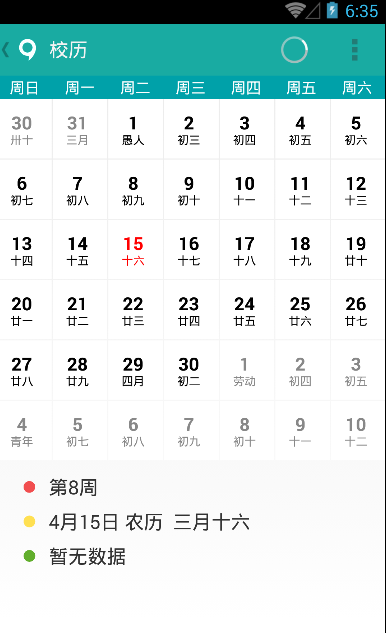 6:35
校历
周日 周一 周二 周三 周四 周五 周六
30 31 1 2 3 4 5
卅十 三月 愚人 初三 初四 初五 初六
6 7 8 9 10 11 12
初七 初八 初九 初十 十一 十二 十三
13 14 15 16 17 18 19
十四 十五 十六 十七 十八 十九 廿十
20 21 22 23 24 25 26
廿一 廿二 廿三 廿四 廿五 廿六 廿七
27 28 29 30 1 2 3
廿八 廿九 四月 初二 劳动 初四 初五
4 5 6 7 8 9 10
青年 初七 初八 初九 初十 十一 十二
第8周
4月15日 农历 三月十六
暂无数据